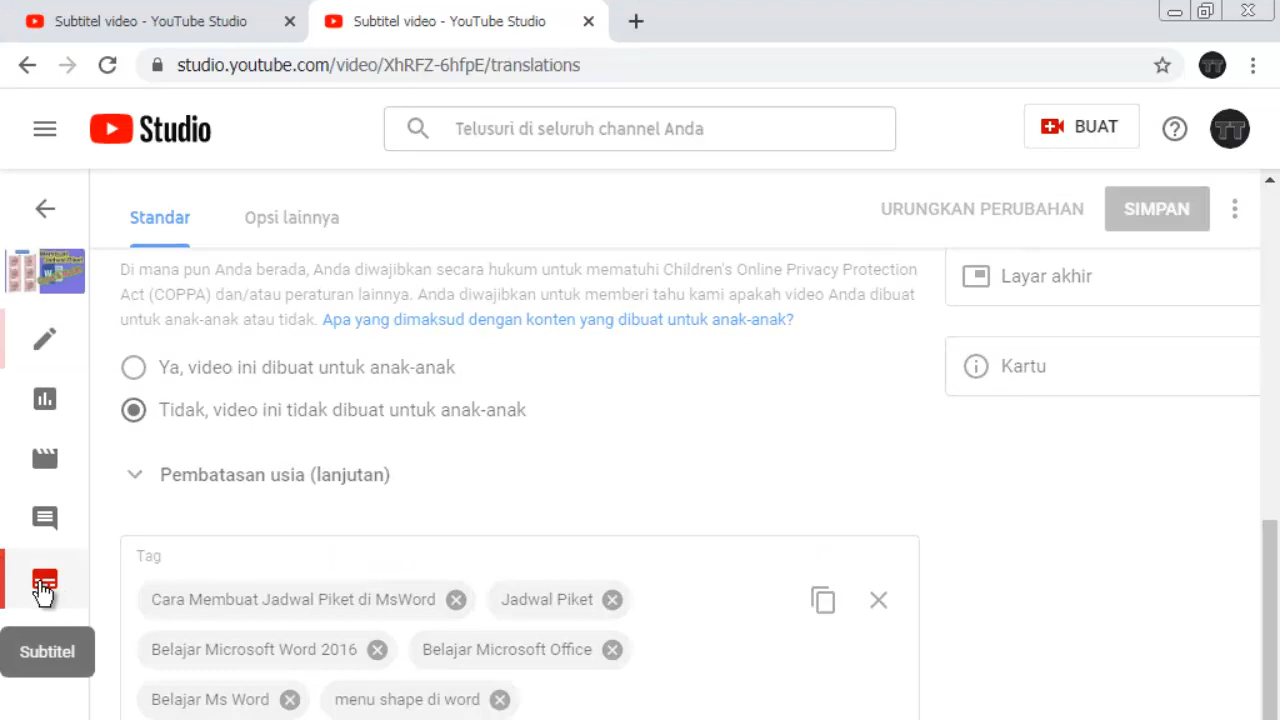 Subtitel video - YouTube Studio
Subtitel video - YouTube Studio
studio.youtube.com/video/XhRFZ-6hfpE/translations
Studio
Telusuri di seluruh channel Anda
BUAT
TT
Standar
Opsi lainnya
URUNGKAN PERUBAHAN
SIMPAN
Di mana pun Anda berada, Anda diwajibkan secara hukum untuk mematuhi Children's Online Privacy Protection
Act (COPPA) dan/atau peraturan lainnya. Anda diwajibkan untuk memberi tahu kami apakah video Anda dibuat
untuk anak-anak atau tidak. Apa yang dimaksud dengan konten yang dibuat untuk anak-anak?
Layar akhir
Kartu
Ya, video ini dibuat untuk anak-anak
Tidak, video ini tidak dibuat untuk anak-anak
Pembatasan usia (lanjutan)
Tag
Cara Membuat Jadwal Piket di MsWord
Jadwal Piket
Belajar Microsoft Word 2016
Belajar Microsoft Office
Subtitel
Belajar Ms Word
menu shape di word